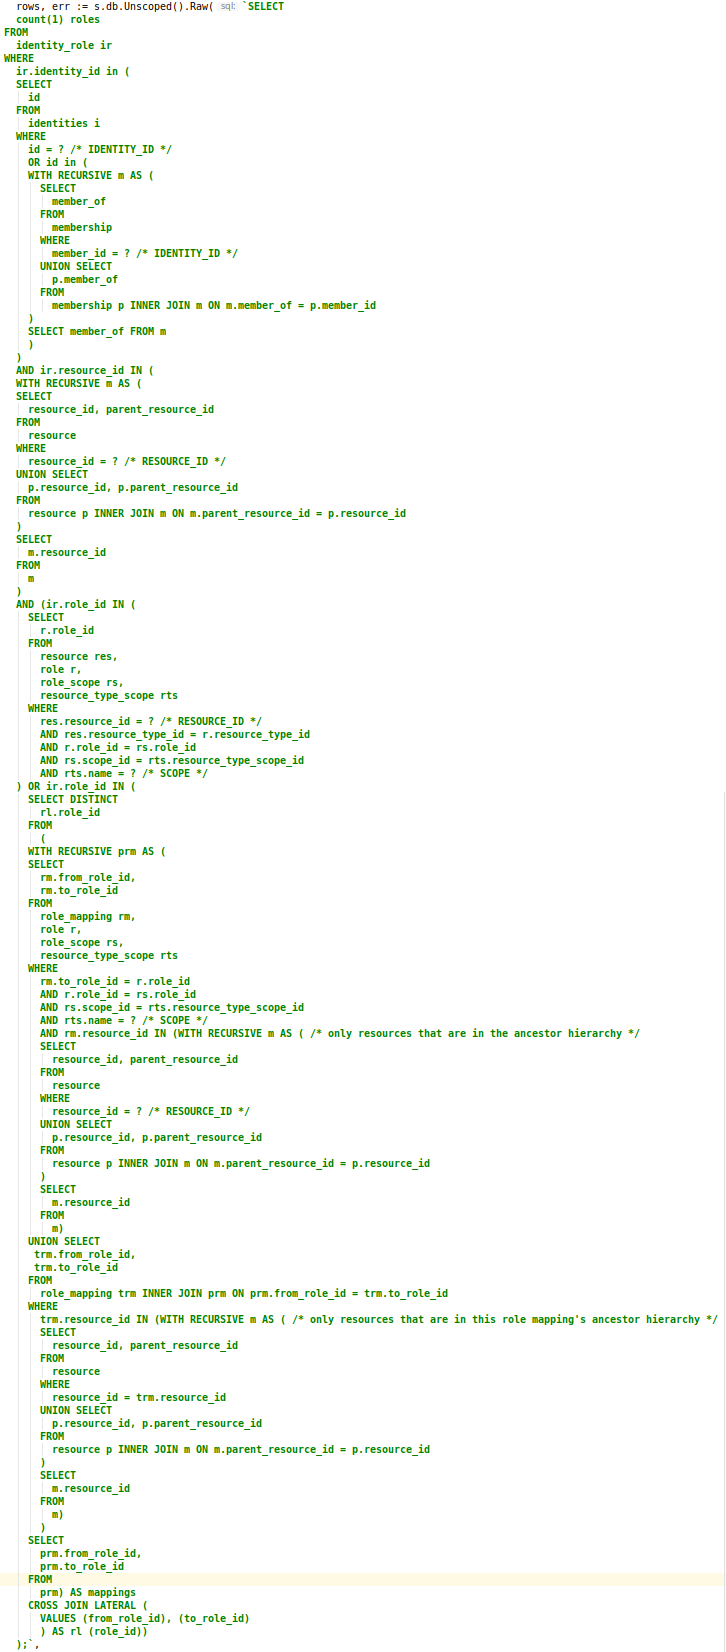 rows, err := s.db.Unscoped().Raw( sql: `SELECT
count(1) roles
FROM
identity_role ir
WHERE
ir.identity_id in (
SELECT
id
FROM
identities i
WHERE
id = ? /* IDENTITY_ID */
OR id in (
WITH RECURSIVE m AS (
SELECT
member_of
FROM
membership
WHERE
member_id = ? /* IDENTITY_ID */
UNION SELECT
p.member_of
FROM
membership p INNER JOIN m ON m.member_of = p.member_id
)
SELECT member_of FROM m
)
)
AND ir.resource_id IN (
WITH RECURSIVE m AS (
SELECT
resource_id, parent_resource_id
FROM
resource
WHERE
resource_id = ? /* RESOURCE_ID */
UNION SELECT
p.resource_id, p.parent_resource_id
FROM
resource p INNER JOIN m ON m.parent_resource_id = p.resource_id
)
SELECT
m.resource_id
FROM
m
)
AND (ir.role_id IN (
SELECT
r.role_id
FROM
resource res,
role r,
role_scope rs,
resource_type_scope rts
WHERE
res.resource_id = ? /* RESOURCE_ID */
AND res.resource_type_id = r.resource_type_id
AND r.role_id = rs.role_id
AND rs.scope_id = rts.resource_type_scope_id
AND rts.name = ? /* SCOPE */
) OR ir.role_id IN (
SELECT DISTINCT
rl.role_id
FROM
(
WITH RECURSIVE prm AS (
SELECT
rm.from_role_id,
rm.to_role_id
FROM
role_mapping rm,
role r,
role_scope rs,
resource_type_scope rts
WHERE
rm.to_role_id = r.role_id
AND r.role_id = rs.role_id
AND rs.scope_id = rts.resource_type_scope_id
AND rts.name = ? /* SCOPE */
AND rm.resource_id IN (WITH RECURSIVE m AS ( /* only resources that are in the ancestor hierarchy */
SELECT
resource_id, parent_resource_id
FROM
resource
WHERE
resource_id = ? /* RESOURCE_ID */
UNION SELECT
p.resource_id, p.parent_resource_id
FROM
resource p INNER JOIN m ON m.parent_resource_id = p.resource_id
)
SELECT
m.resource_id
FROM
m)
UNION SELECT
trm.from_role_id,
trm.to_role_id
FROM
role_mapping trm INNER JOIN prm ON prm.from_role_id = trm.to_role_id
WHERE
trm.resource_id IN (WITH RECURSIVE m AS ( /* only resources that are in this role mapping's ancestor hierarchy */
SELECT
resource_id, parent_resource_id
FROM
resource
WHERE
resource_id = trm.resource_id
UNION SELECT
p.resource_id, p.parent_resource_id
FROM
resource p INNER JOIN m ON m.parent_resource_id = p.resource_id
)
SELECT
m.resource_id
FROM
m)
)
SELECT
prm.from_role_id,
prm.to_role_id
FROM
prm) AS mappings
CROSS JOIN LATERAL (
VALUES (from_role_id), (to_role_id)
) AS rl (role_id))
);`,